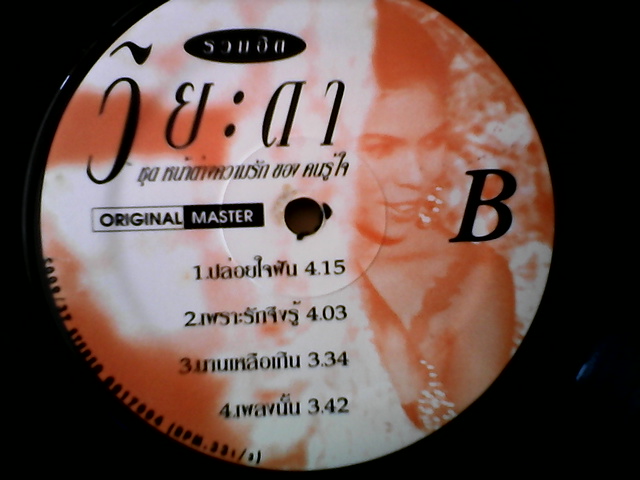 รวมฮิต
วิยะดา
ชุด หน้าต่างความรัก ของ คนรู้ใจ
ORIGINAL MASTER
B
1.ปล่อยใจฝัน 4.15
2.เพราะรักจึงรู้ 4.03
3.นานเหลือเกิน 3.34
4.เพลงนั้น 3.42